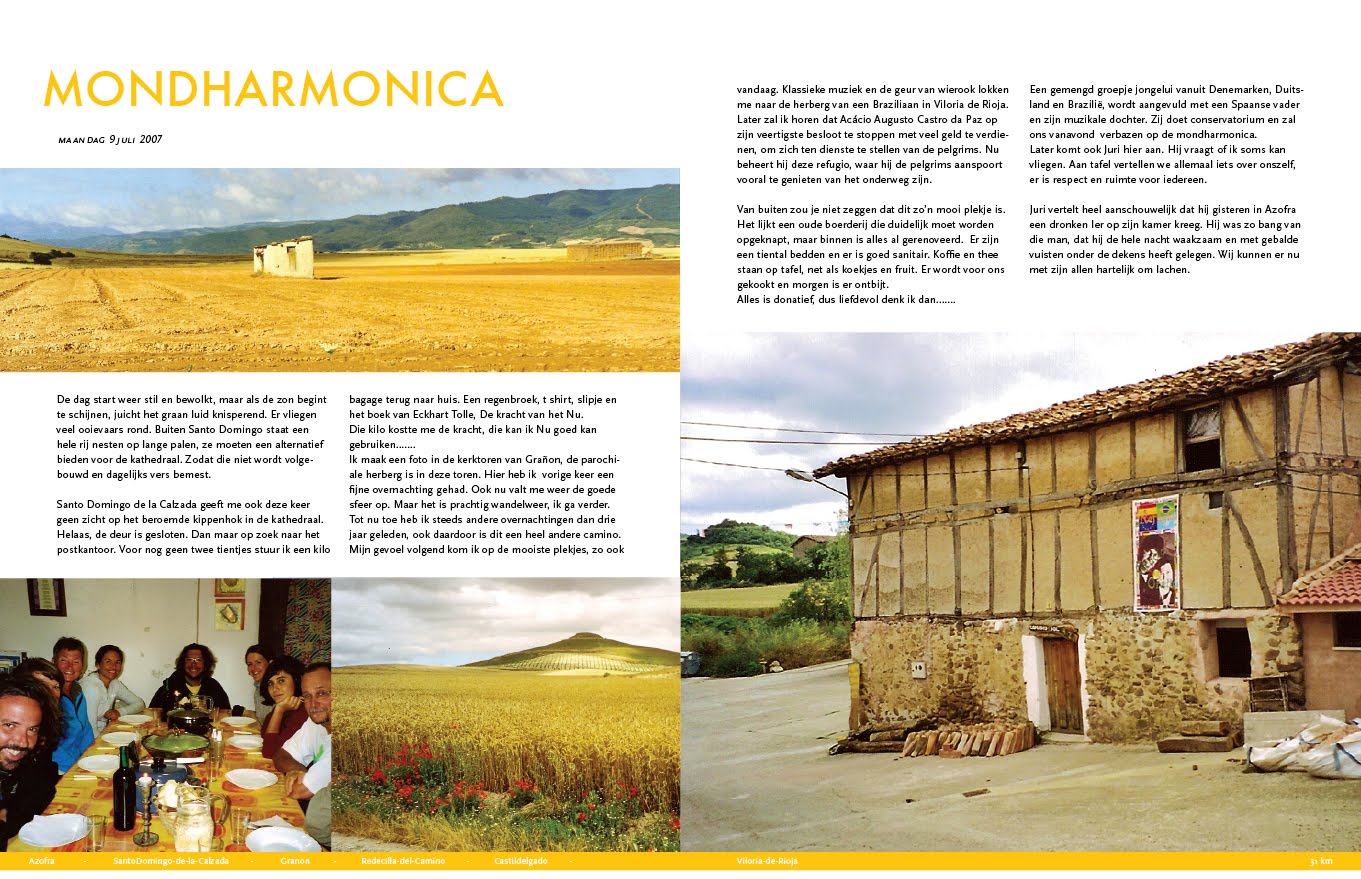 MONDHARMONICA
MAANDAG 9 JULI 2007
De dag start weer stil en bewolkt, maar als de zon begint
te schijnen, juicht het graan luid knisperend. Er vliegen
veel ooievaars rond. Buiten Santo Domingo staat een
hele rij nesten op lange palen, ze moeten een alternatief
bieden voor de kathedraal. Zodat die niet wordt volge-
bouwd en dagelijks vers bemest.
Santo Domingo de la Calzada geeft me ook deze keer
geen zicht op het beroemde kippenhok in de kathedraal.
Helaas, de deur is gesloten. Dan maar op zoek naar het
postkantoor. Voor nog geen twee tientjes stuur ik een kilo
bagage terug naar huis. Een regenbroek, t shirt, slipje en
het boek van Eckhart Tolle, De kracht van het Nu.
Die kilo kostte me de kracht, die kan ik Nu goed kan
gebruiken.......
Ik maak een foto in de kerktoren van Grañon, de parochi-
ale herberg is in deze toren. Hier heb ik vorige keer een
fijne overnachting gehad. Ook nu valt me weer de goede
sfeer op. Maar het is prachtig wandelweer, ik ga verder.
Tot nu toe heb ik steeds andere overnachtingen dan drie
jaar geleden, ook daardoor is dit een heel andere camino.
Mijn gevoel volgend kom ik op de mooiste plekjes, zo ook
vandaag. Klassieke muziek en de geur van wierook lokken
me naar de herberg van een Braziliaan in Viloria de Rioja.
Later zal ik horen dat Acácio Augusto Castro da Paz op
zijn veertigste besloot te stoppen met veel geld te verdie-
nen, om zich ten dienste te stellen van de pelgrims. Nu
beheert hij deze refugio, waar hij de pelgrims aanspoort
vooral te genieten van het onderweg zijn.
Van buiten zou je niet zeggen dat dit zo'n mooi plekje is.
Het lijkt een oude boerderij die duidelijk moet worden
opgeknapt, maar binnen is alles al gerenoveerd. Er zijn
een tiental bedden en er is goed sanitair. Koffie en thee
staan op tafel, net als koekjes en fruit. Er wordt voor ons
gekookt en morgen is er ontbijt.
Alles is donatief, dus liefdevol denk ik dan.......
Een gemengd groepje jongelui vanuit Denemarken, Duits-
land en Brazilië, wordt aangevuld met een Spaanse vader
en zijn muzikale dochter. Zij doet conservatorium en zal
ons vanavond verbazen op de mondharmonica.
Later komt ook Juri hier aan. Hij vraagt of ik soms kan
vliegen. Aan tafel vertellen we allemaal iets over onszelf,
er is respect en ruimte voor iedereen.
Juri vertelt heel aanschouwelijk dat hij gisteren in Azofra
een dronken Ier op zijn kamer kreeg. Hij was zo bang van
die man, dat hij de hele nacht waakzaam en met gebalde
vuisten onder de dekens heeft gelegen. Wij kunnen er nu
met zijn allen hartelijk om lachen.
Azofra - SantoDomingo-de-la-Calzada - Granon - Redecilla-del-Camino - Castildelgado - Viloria-de-Rioja 31 km